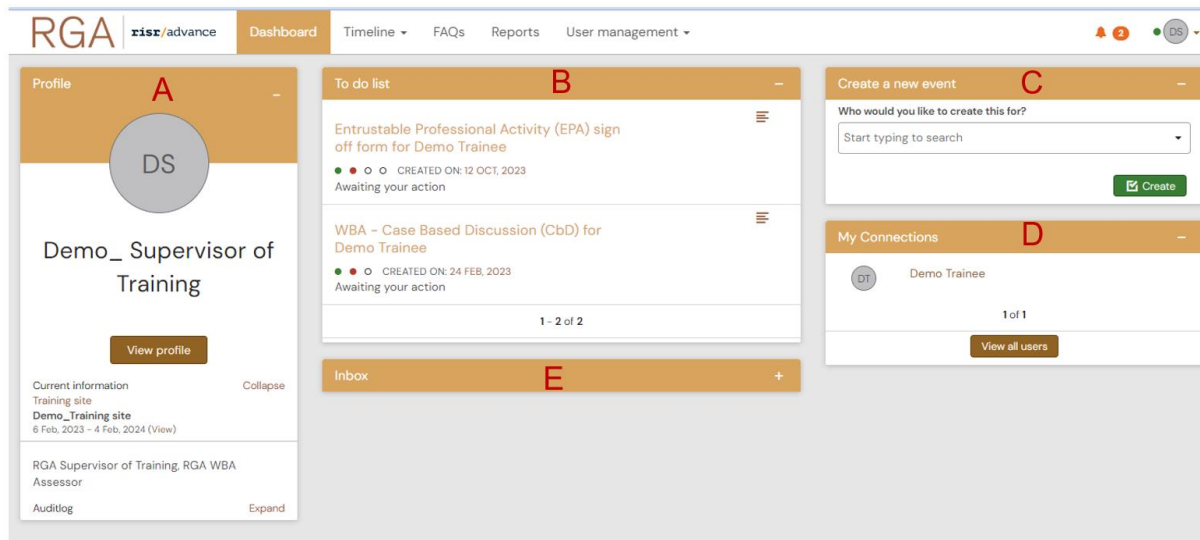 RGA risr/advance Dashboard Timeline FAQs Reports User management 2 DS
Profile A
DS
Demo_ Supervisor of
Training
View profile
Current information Collapse
Training site
Demo_Training site
6 Feb, 2023 - 4 Feb, 2024 (View)
RGA Supervisor of Training, RGA WBA
Assessor
Auditlog Expand
To do list B
Entrustable Professional Activity (EPA) sign
off form for Demo Trainee
CREATED ON: 12 OCT, 2023
Awaiting your action
WBA - Case Based Discussion (CbD) for
Demo Trainee
CREATED ON: 24 FEB, 2023
Awaiting your action
1 - 2 of 2
Inbox E +
Create a new event C
Who would you like to create this for?
Start typing to search
Create
My Connections D
DT Demo Trainee
1 of 1
View all users